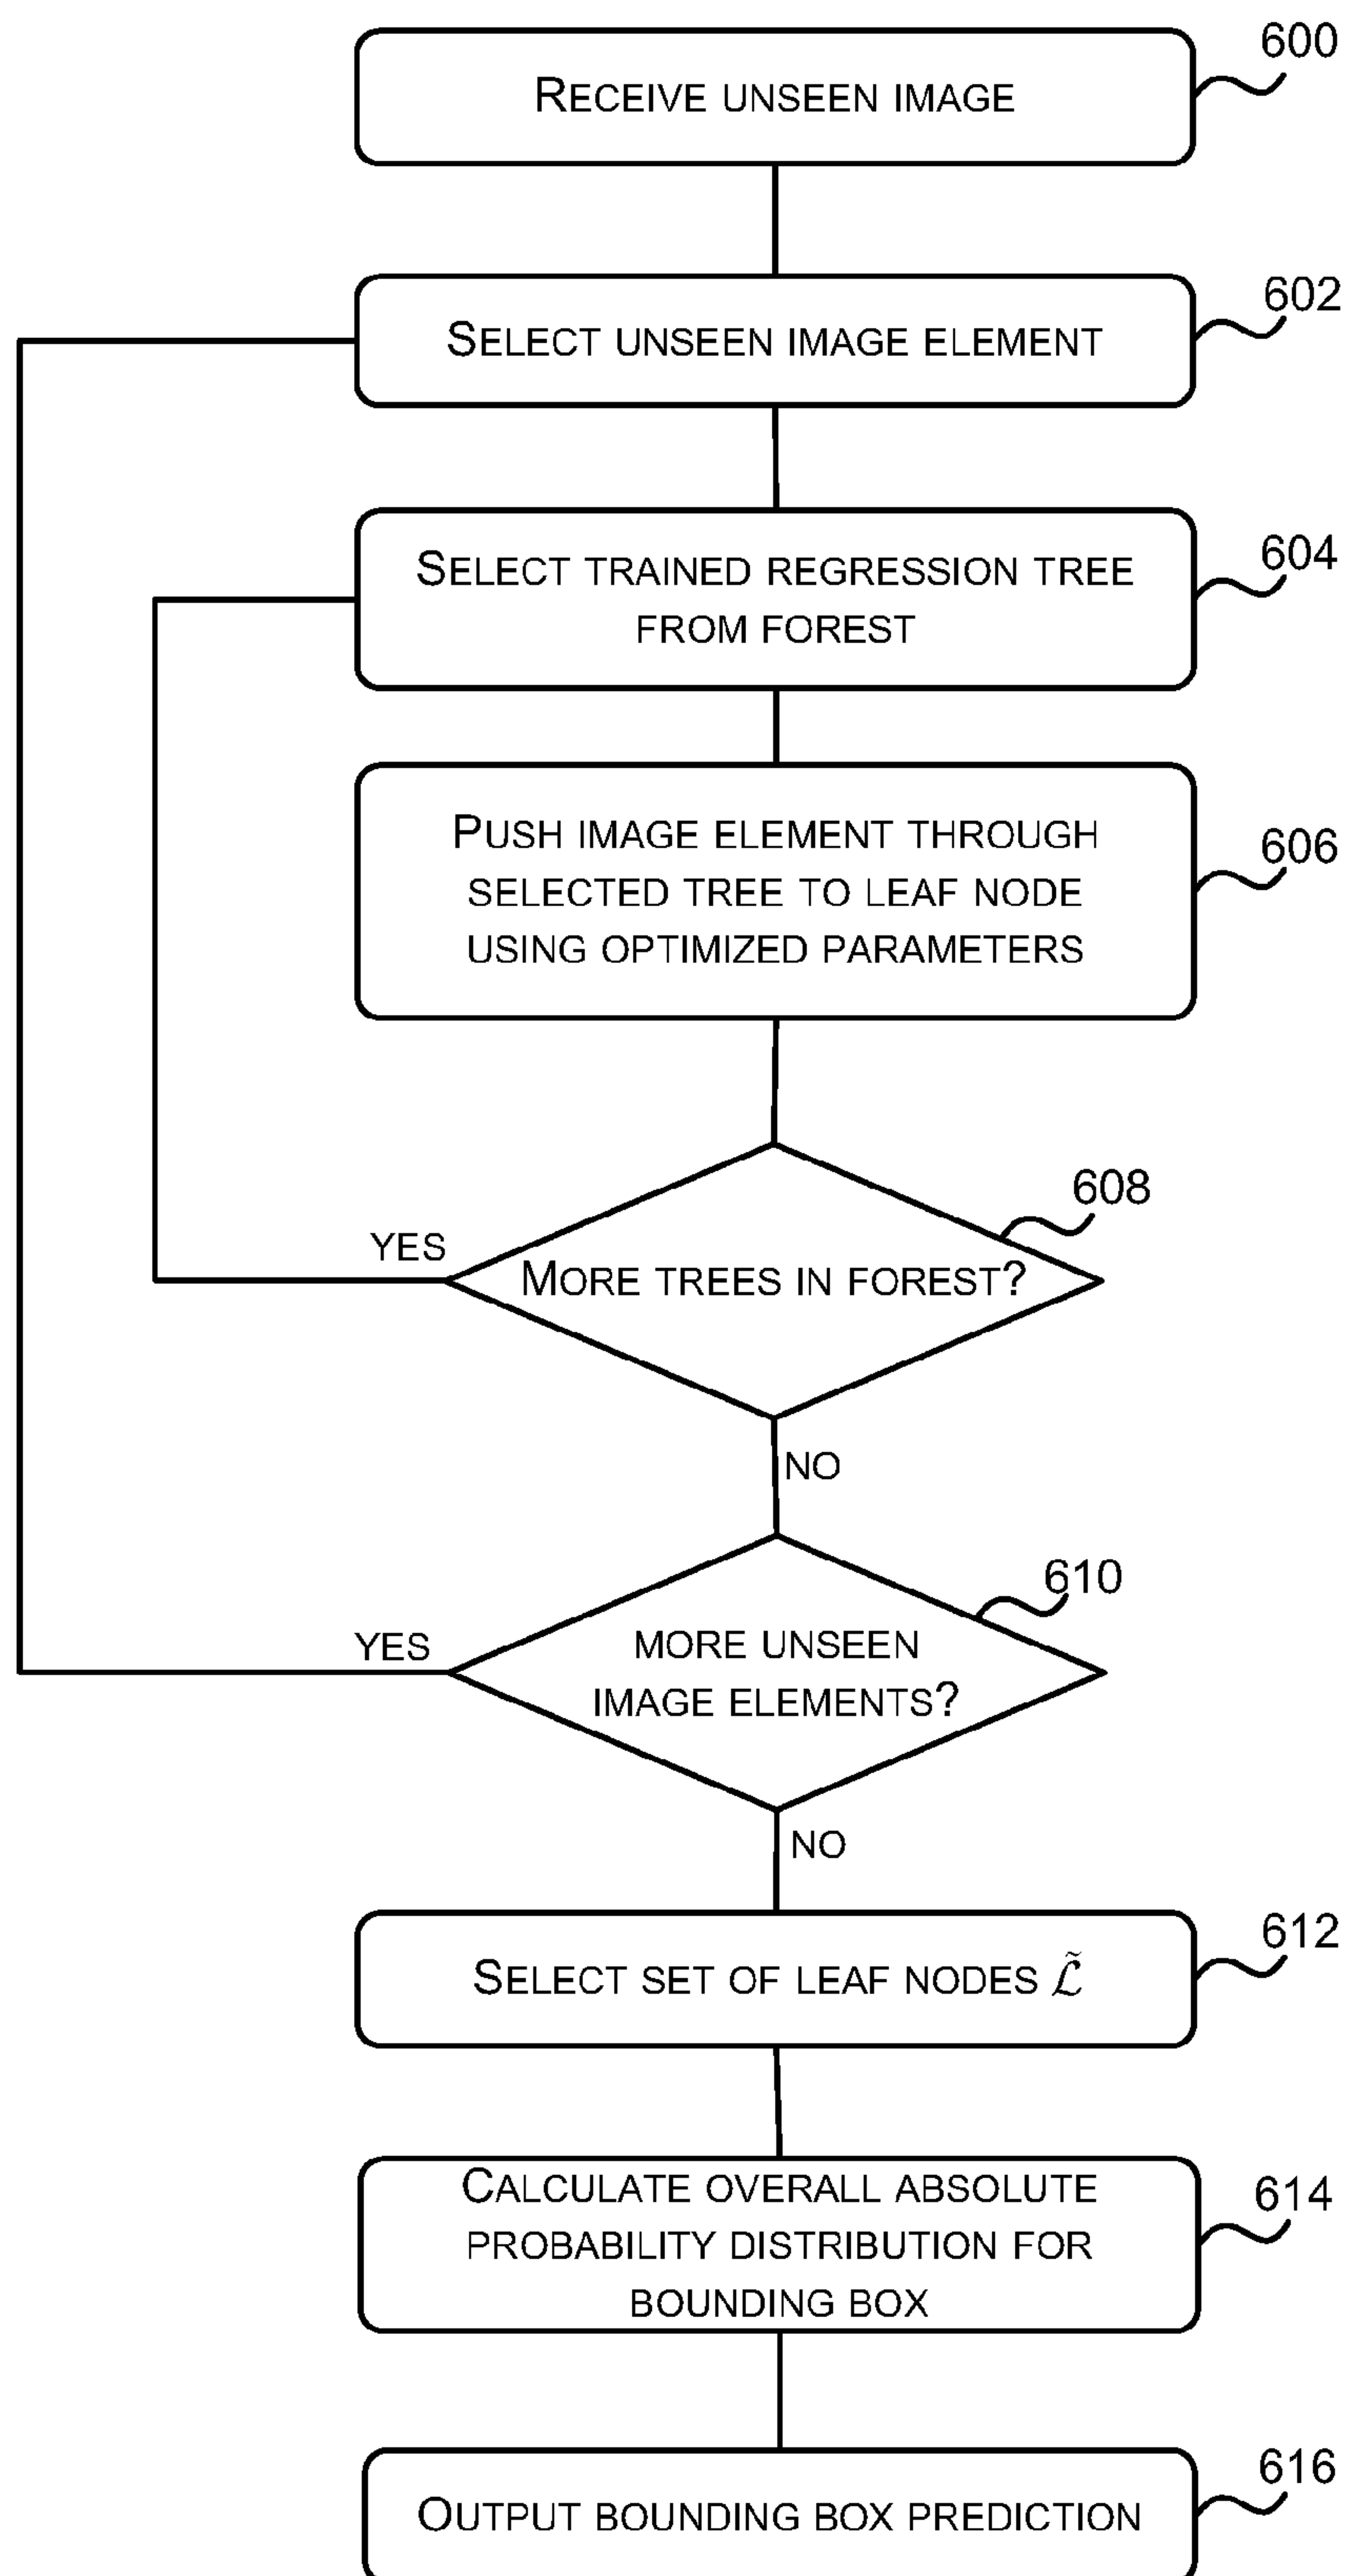 600
RECEIVE UNSEEN IMAGE
602
SELECT UNSEEN IMAGE ELEMENT
604
SELECT TRAINED REGRESSION TREE
FROM FOREST
606
PUSH IMAGE ELEMENT THROUGH
SELECTED TREE TO LEAF NODE
USING OPTIMIZED PARAMETERS
608
YES
MORE TREES IN FOREST?
NO
610
YES
MORE UNSEEN
IMAGE ELEMENTS?
NO
612
SELECT SET OF LEAF NODES ℒ̃
614
CALCULATE OVERALL ABSOLUTE
PROBABILITY DISTRIBUTION FOR
BOUNDING BOX
616
OUTPUT BOUNDING BOX PREDICTION